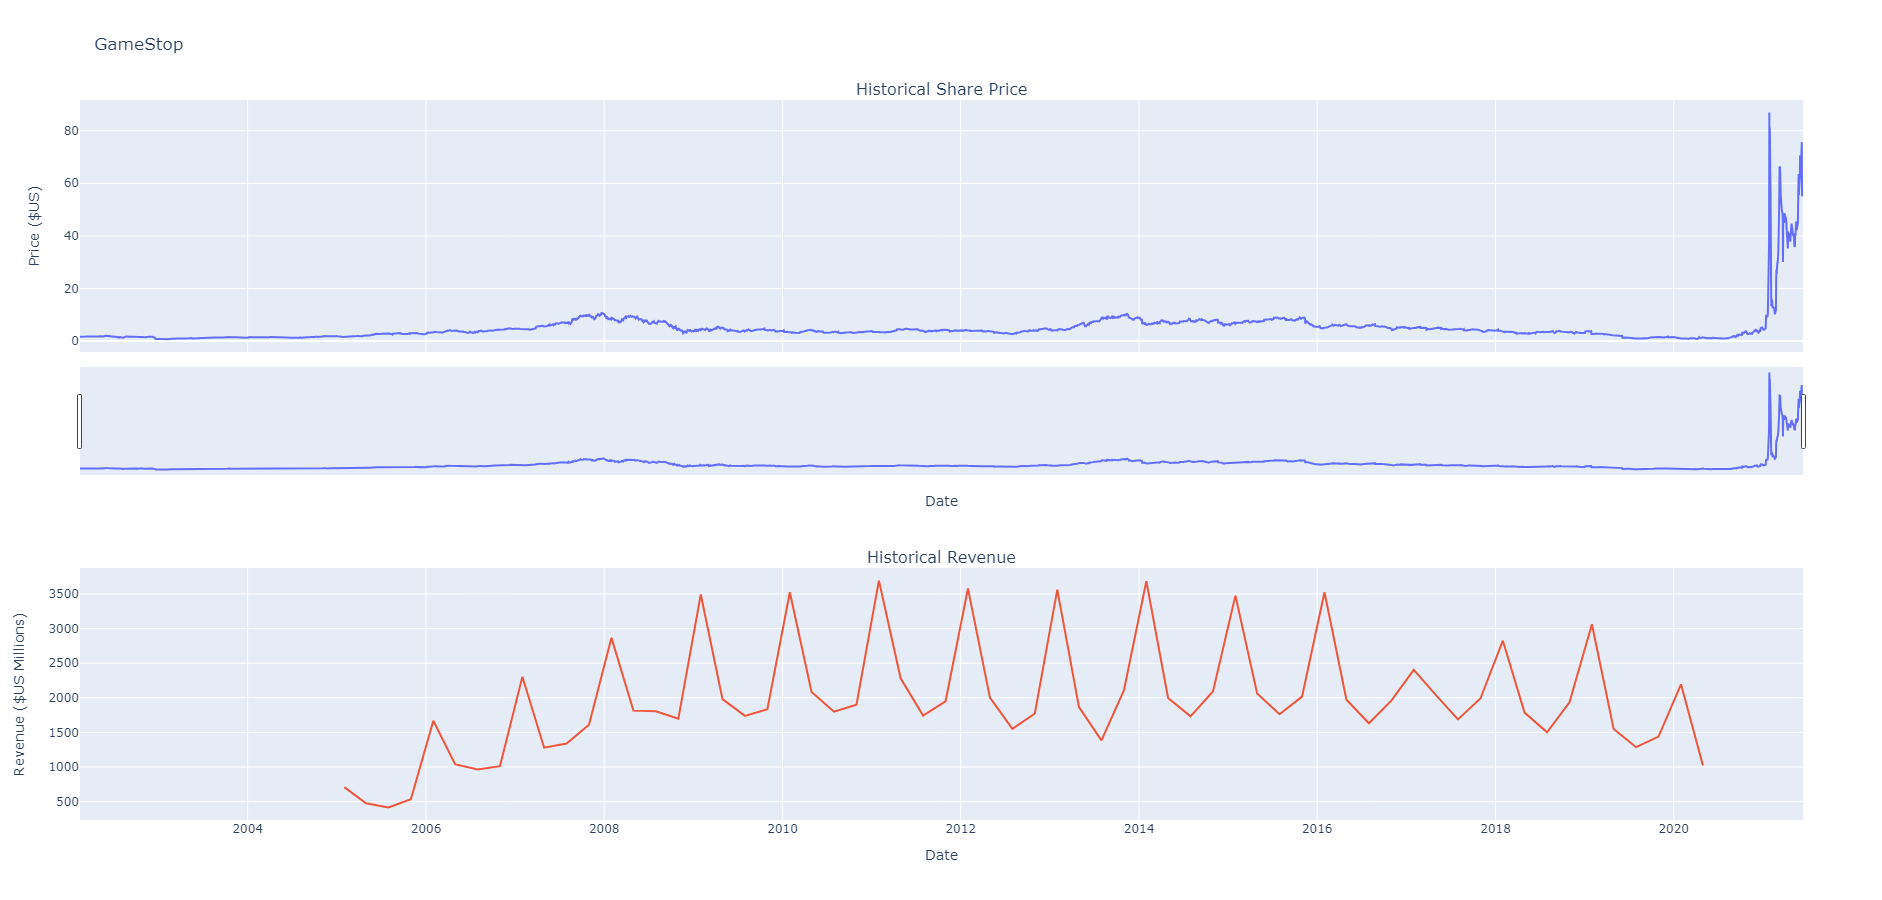 GameStop
Historical Share Price
Price ($US)
80
60
40
20
0
Date
Historical Revenue
Revenue ($US Millions)
3500
3000
2500
2000
1500
1000
500
2004 2006 2008 2010 2012 2014 2016 2018 2020
Date